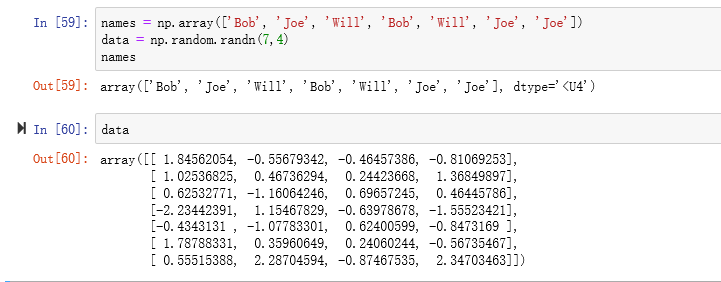 In [59]: names = np.array(['Bob', 'Joe', 'Will', 'Bob', 'Will', 'Joe', 'Joe'])
data = np.random.randn(7,4)
names
Out[59]: array(['Bob', 'Joe', 'Will', 'Bob', 'Will', 'Joe', 'Joe'], dtype='<U4')
In [60]: data
Out[60]: array([[ 1.84562054, -0.55679342, -0.46457386, -0.81069253],
[ 1.02536825, 0.46736294, 0.24423668, 1.36849897],
[ 0.62532771, -1.16064246, 0.69657245, 0.46445786],
[-2.23442391, 1.15467829, -0.63978678, -1.55523421],
[-0.4343131 , -1.07783301, 0.62400599, -0.8473169 ],
[ 1.78788331, 0.35960649, 0.24060244, -0.56735467],
[ 0.55515388, 2.28704594, -0.87467535, 2.34703463]])